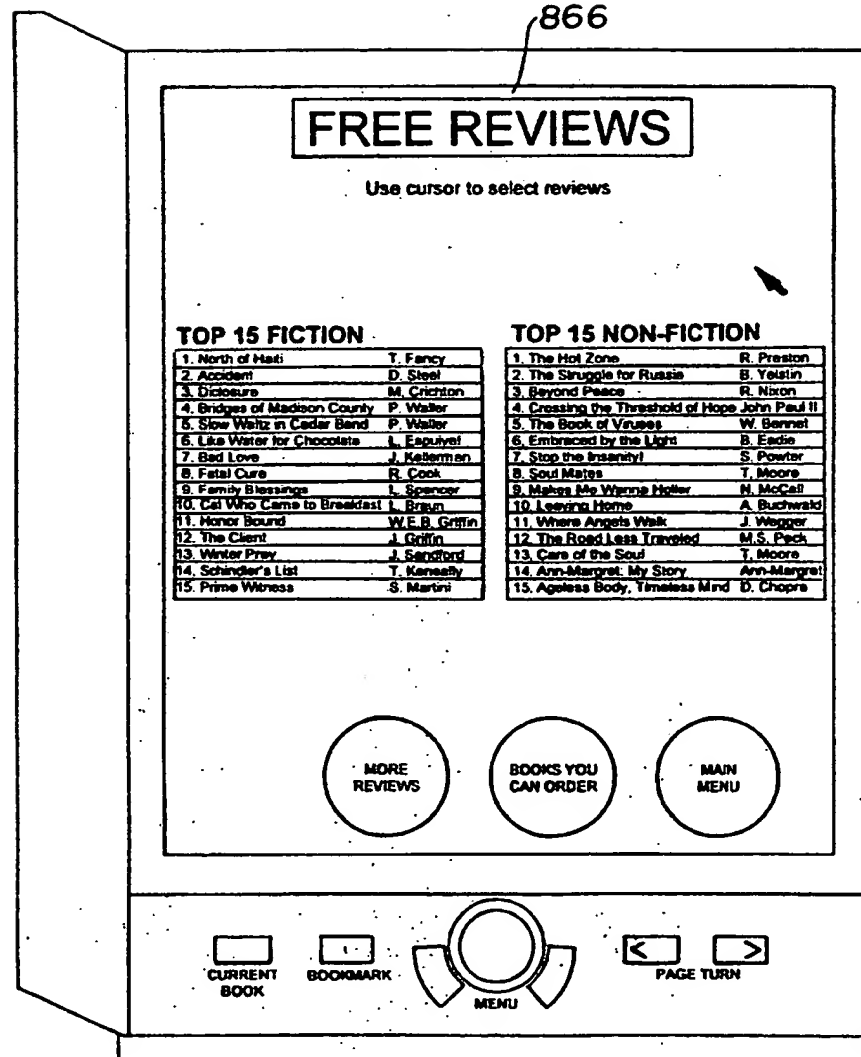 866
FREE REVIEWS
Use cursor to select reviews
TOP 15 FICTION
1. North of Haiti T. Fancy
2. Accident D. Steel
3. Diclosure M. Crichton
4. Bridges of Madison County P. Waller
5. Slow Waltz in Cedar Bend P. Waller
6. Like Water for Chocolate L. Esquivel
7. Bad Love J. Kellerman
8. Fatal Cure R. Cook
9. Family Blessings L. Spencer
10. Cat Who Came to Breakfast L. Braun
11. Honor Bound W.E.B. Griffin
12. The Client J. Griffin
13. Winter Prey J. Sandford
14. Schindler's List T. Keneally
15. Prime Witness S. Martini
TOP 15 NON-FICTION
1. The Hot Zone R. Preston
2. The Struggle for Russia B. Yelstin
3. Beyond Peace R. Nixon
4. Crossing the Threshold of Hope John Paul II
5. The Book of Viruses W. Bennet
6. Embraced by the Light B. Eadie
7. Stop the Insanity! S. Powter
8. Soul Mates T. Moore
9. Makes Me Wanna Holler N. McCall
10. Leaving Home A. Buchwald
11. Where Angels Walk J. Wegger
12. The Road Less Traveled M.S. Peck
13. Care of the Soul T. Moore
14. Ann-Margret: My Story Ann-Margret
15. Ageless Body, Timeless Mind D. Chopra
MORE
REVIEWS
BOOKS YOU
CAN ORDER
MAIN
MENU
CURRENT
BOOK
BOOKMARK
MENU
< >
PAGE TURN